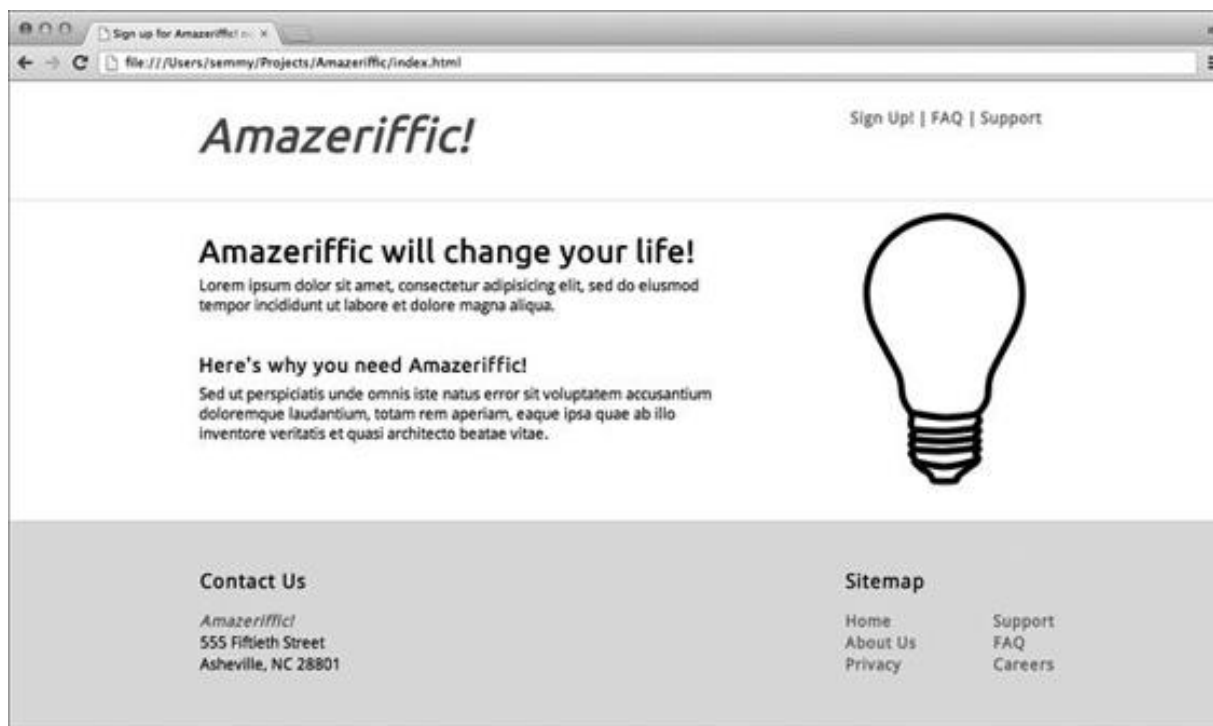 Sign up for Amazeriffic!
file:///Users/semmy/Projects/Amazeriffic/index.html
Amazeriffic!
Sign Up! | FAQ | Support
Amazeriffic will change your life!
Lorem ipsum dolor sit amet, consectetur adipisicing elit, sed do eiusmod
tempor incididunt ut labore et dolore magna aliqua.
Here's why you need Amazeriffic!
Sed ut perspiciatis unde omnis iste natus error sit voluptatem accusantium
doloremque laudantium, totam rem aperiam, eaque ipsa quae ab illo
inventore veritatis et quasi architecto beatae vitae.
Contact Us
Amazeriffic!
555 Fiftieth Street
Asheville, NC 28801
Sitemap
Home Support
About Us FAQ
Privacy Careers